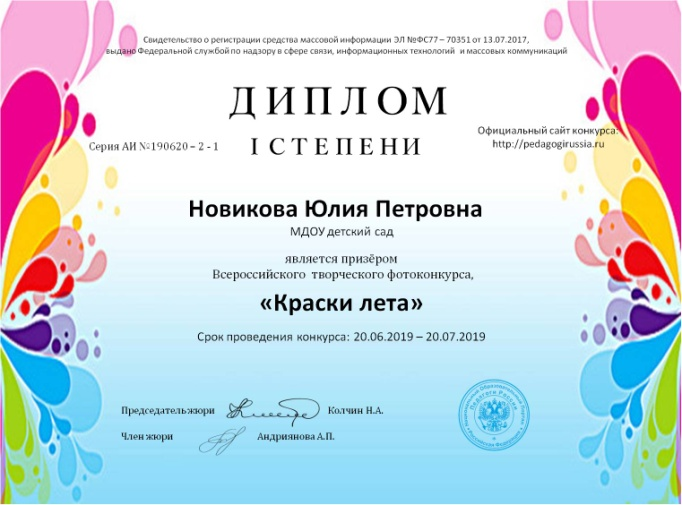 Свидетельство о регистрации средства массовой информации ЭЛ №ФС77 – 70351 от 13.07.2017,
выдано Федеральной службой по надзору в сфере связи, информационных технологий и массовых коммуникаций
ДИПЛОМ
Официальный сайт конкурса:
Серия АИ №190620 – 2 - 1
I СТЕПЕНИ
http://pedagogirussia.ru
Новикова Юлия Петровна
МДОУ детский сад
является призёром
Всероссийского творческого фотоконкурса,
«Краски лета»
Срок проведения конкурса: 20.06.2019 – 20.07.2019
Председатель жюри Колчин Н.А.
Член жюри Андриянова А.П.
Педагоги России